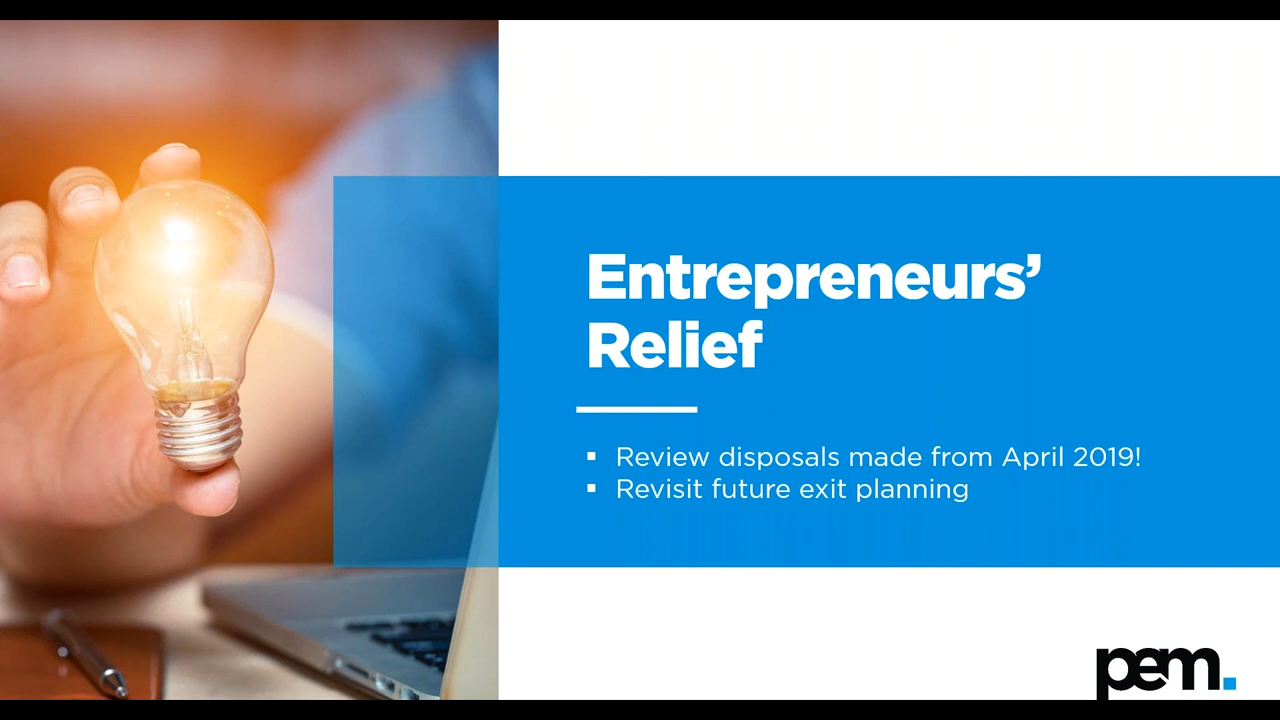 Entrepreneurs’
Relief
▪ Review disposals made from April 2019!
▪ Revisit future exit planning
pem.